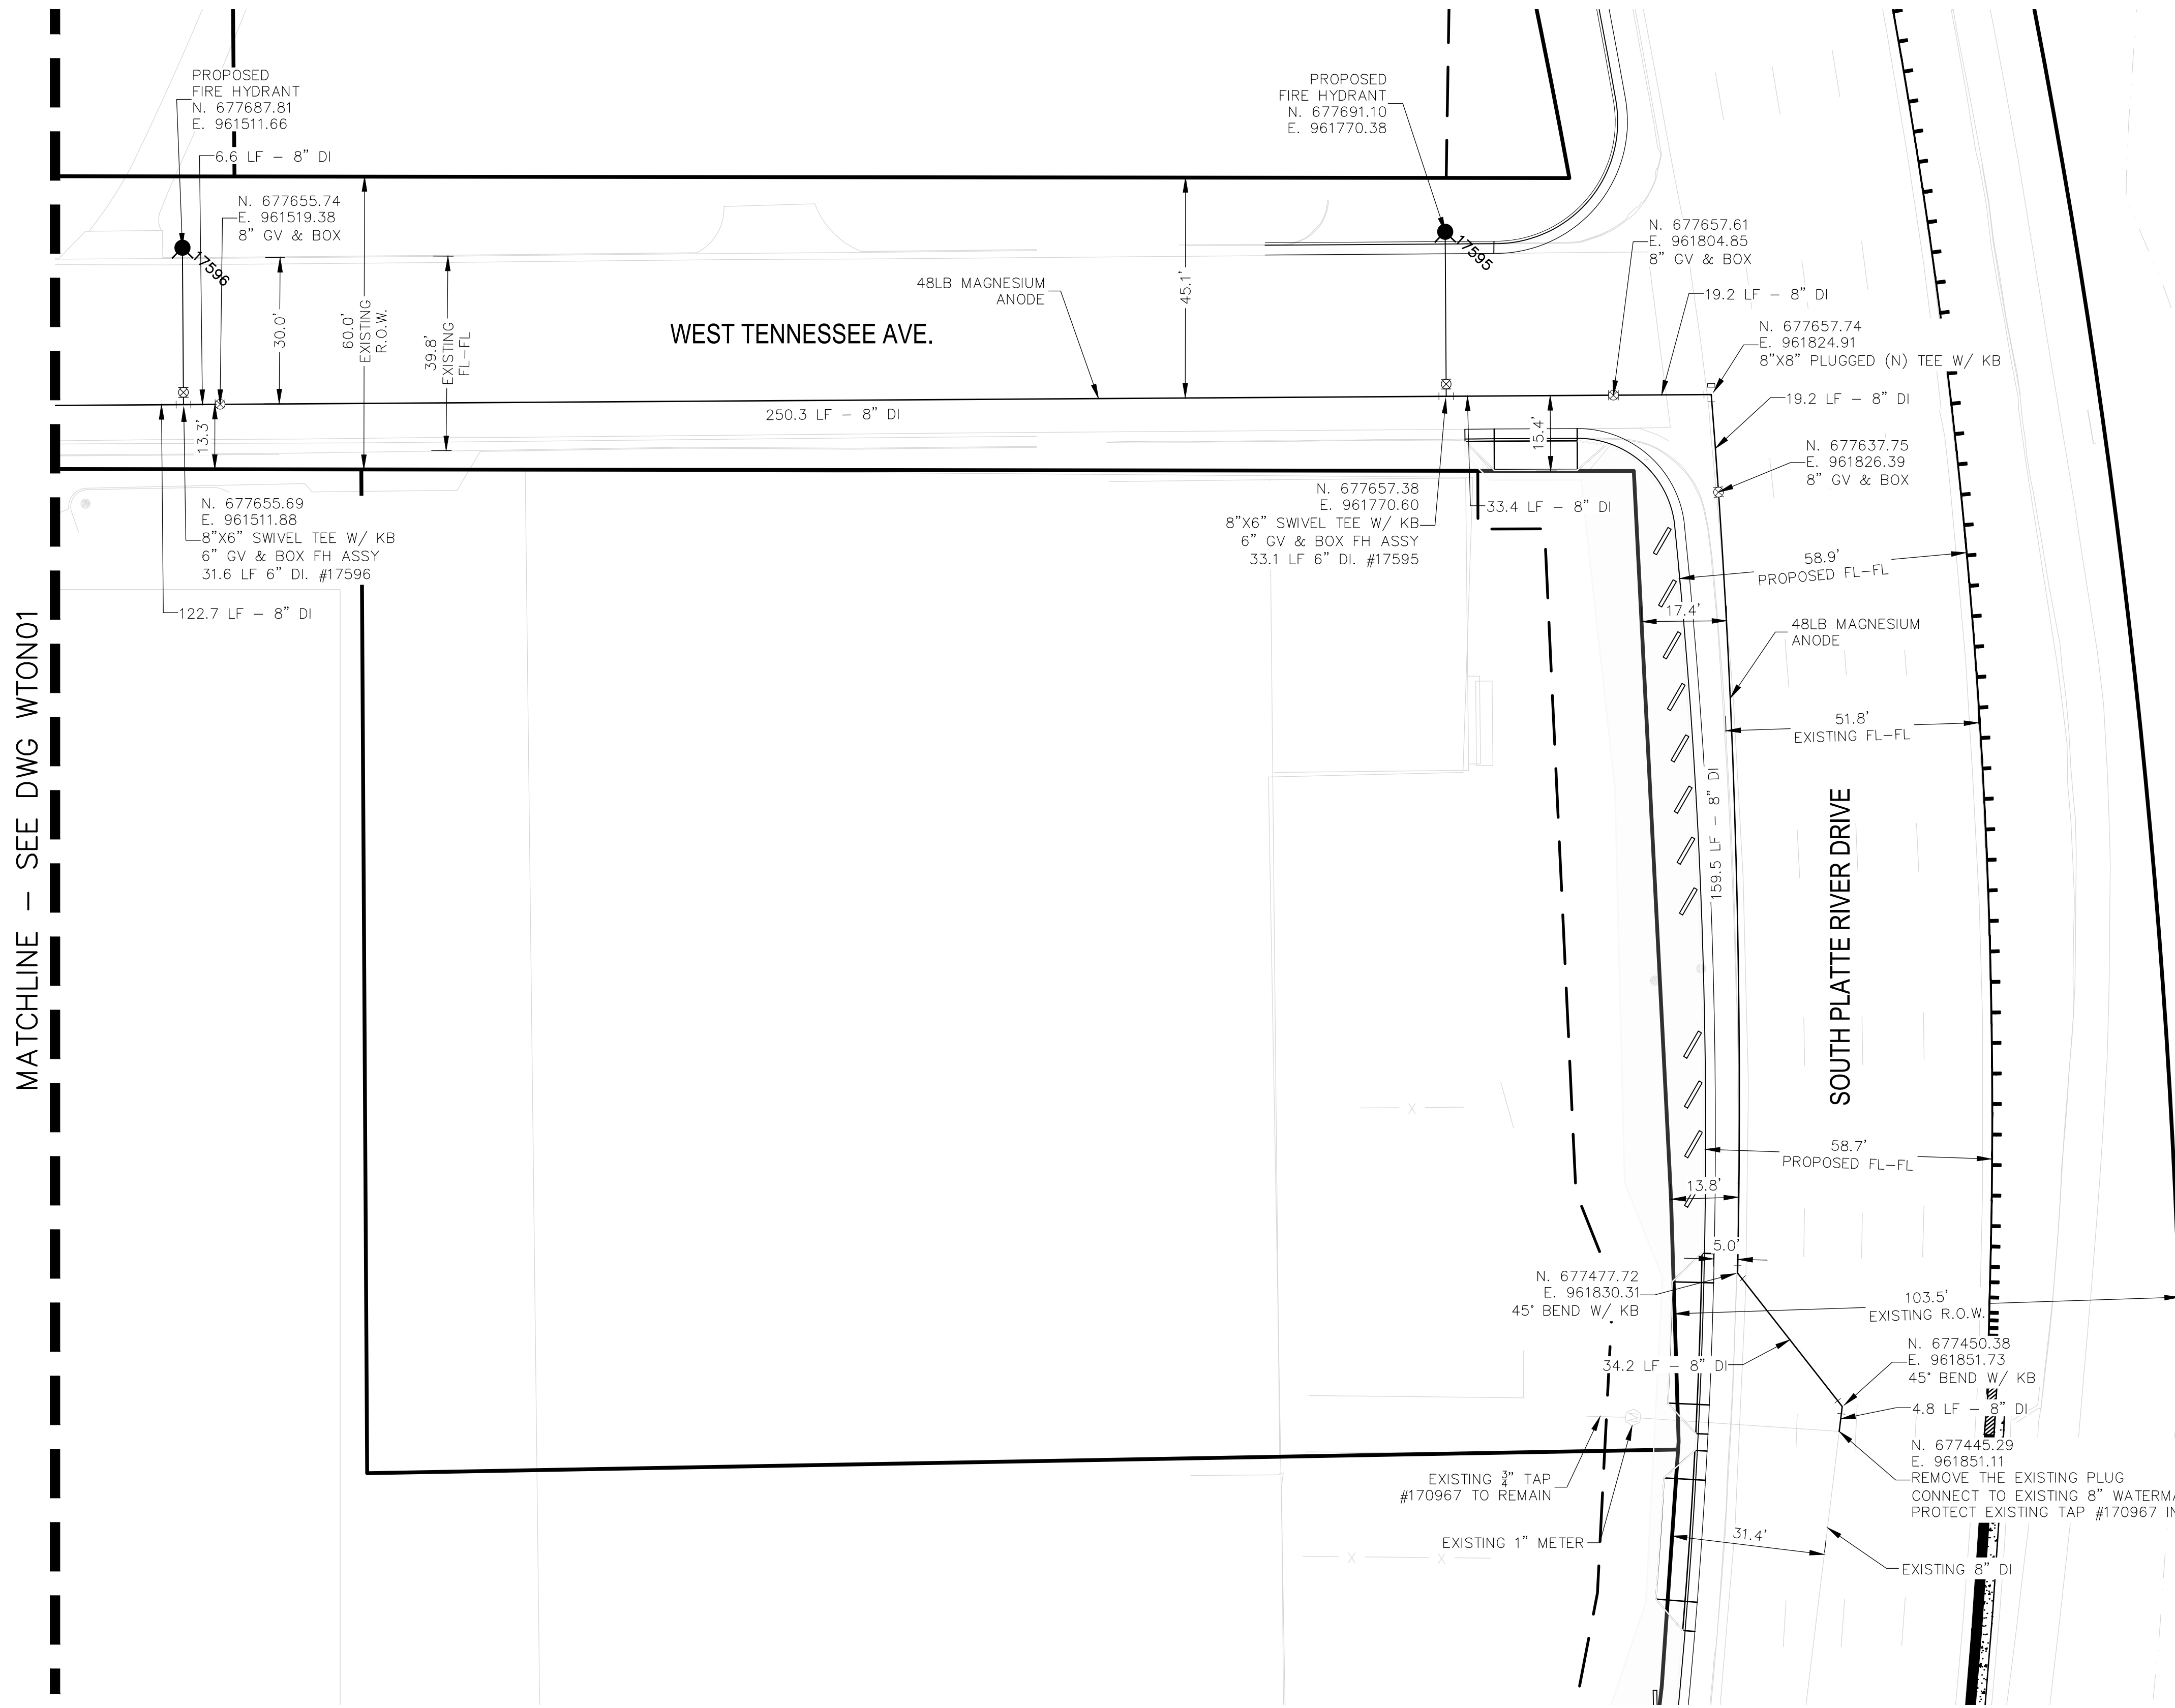 PROPOSED
FIRE HYDRANT
N. 677687.81
E. 961511.66
6.6 LF – 8” DI
N. 677655.74
E. 961519.38
8” GV & BOX
17596
30.0'
60.0'
EXISTING
R.O.W.
39.8'
EXISTING
FL–FL
WEST TENNESSEE AVE.
48LB MAGNESIUM
ANODE
45.1'
PROPOSED
FIRE HYDRANT
N. 677691.10
E. 961770.38
17595
N. 677657.61
E. 961804.85
8” GV & BOX
19.2 LF – 8” DI
N. 677657.74
E. 961824.91
8”X8” PLUGGED (N) TEE W/ KB
19.2 LF – 8” DI
N. 677637.75
E. 961826.39
8” GV & BOX
250.3 LF – 8” DI
13.3'
15.4'
N. 677655.69
E. 961511.88
8”X6” SWIVEL TEE W/ KB
6” GV & BOX FH ASSY
31.6 LF 6” DI. #17596
122.7 LF – 8” DI
N. 677657.38
E. 961770.60
8”X6” SWIVEL TEE W/ KB
6” GV & BOX FH ASSY
33.1 LF 6” DI. #17595
33.4 LF – 8” DI
58.9'
PROPOSED FL–FL
17.4'
48LB MAGNESIUM
ANODE
51.8'
EXISTING FL–FL
MATCHLINE – SEE DWG WTON01
159.5 LF – 8” DI
SOUTH PLATTE RIVER DRIVE
X
58.7'
PROPOSED FL–FL
13.8'
5.0'
N. 677477.72
E. 961830.31
45° BEND W/ KB
103.5'
EXISTING R.O.W.
34.2 LF – 8” DI
N. 677450.38
E. 961851.73
45° BEND W/ KB
4.8 LF – 8” DI
M
N. 677445.29
E. 961851.11
REMOVE THE EXISTING PLUG
CONNECT TO EXISTING 8” WATERMA
PROTECT EXISTING TAP #170967 IN
EXISTING ¾” TAP
#170967 TO REMAIN
EXISTING 1” METER
31.4'
EXISTING 8” DI
X
X